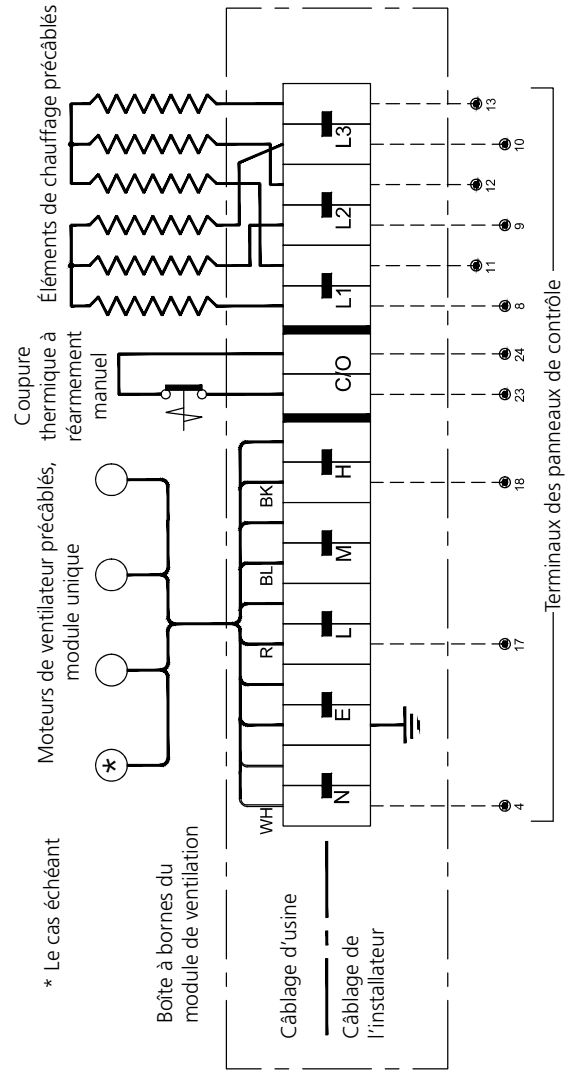 * Le cas échéant
Moteurs de ventilateur précâblés,
module unique
Coupure
thermique à
réarmement
manuel
Éléments de chauffage précâblés
*
Boîte à bornes du
module de ventilation
WH
R
BL
BK
Câblage d'usine
Câblage de
l'installateur
N
E
L
M
H
C/O
L1
L2
L3
4
17
18
23
24
8
11
9
12
10
13
Terminaux des panneaux de contrôle